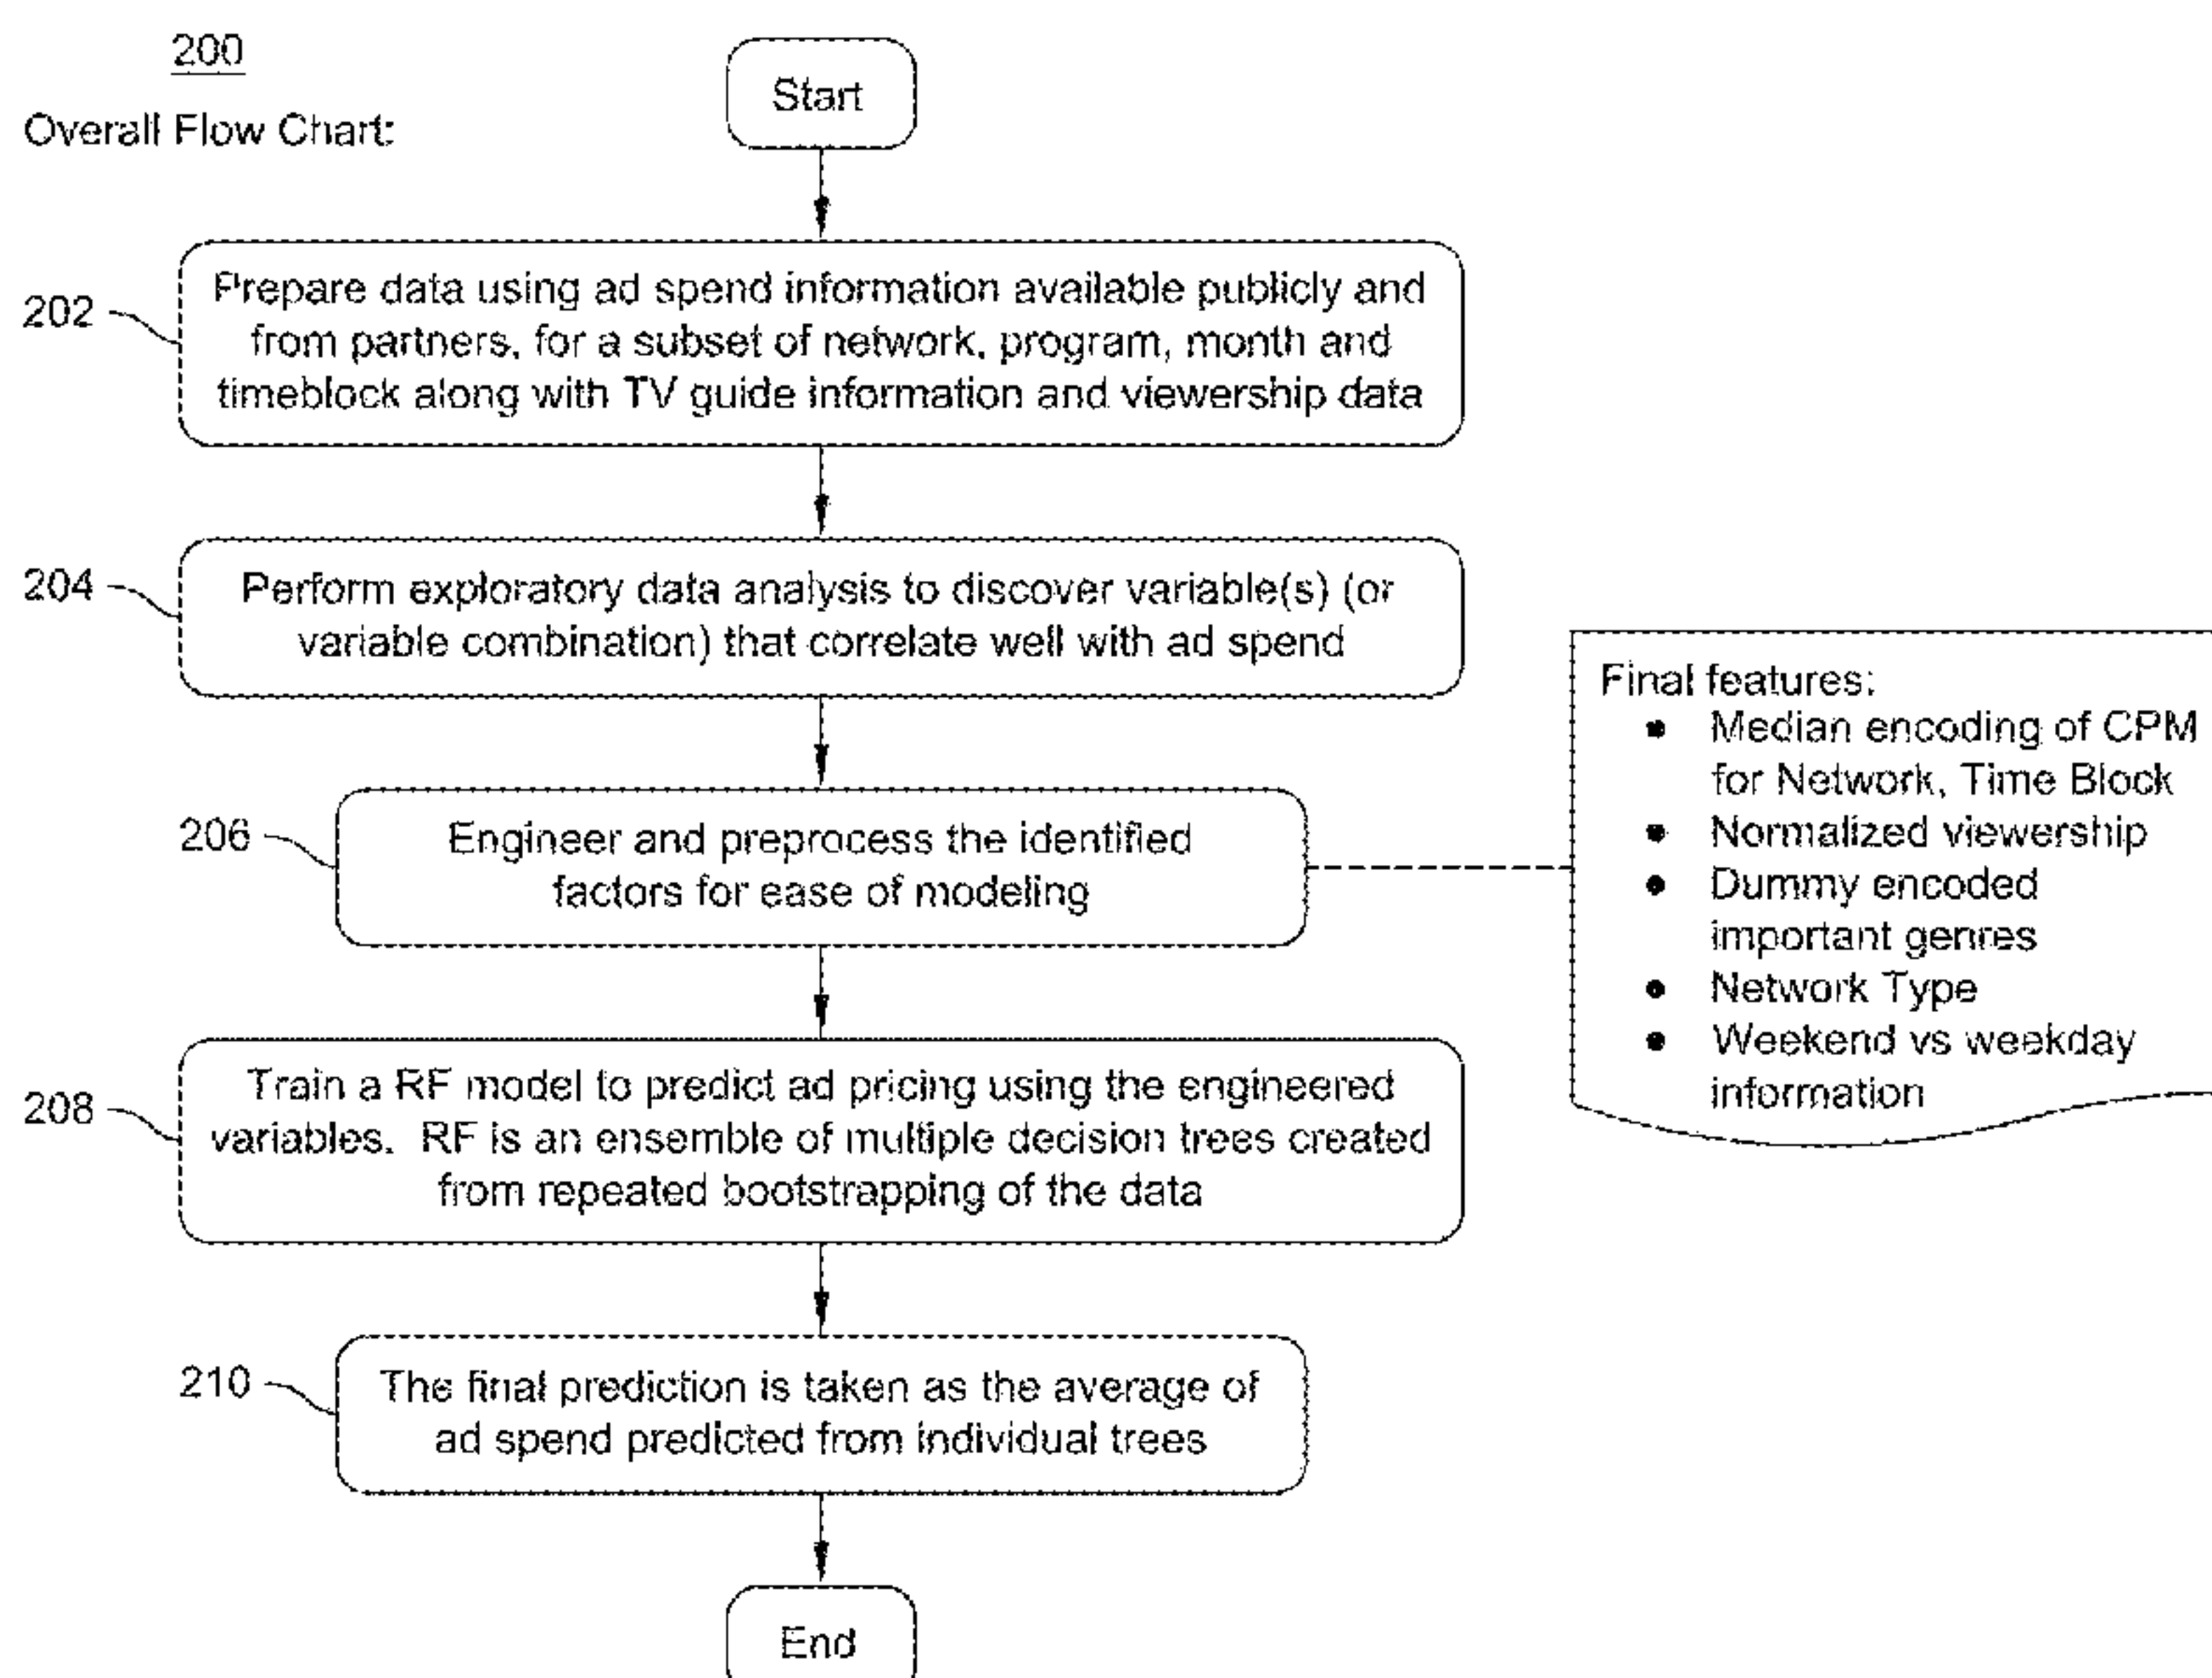 200
Overall Flow Chart:
Start
202
Prepare data using ad spend information available publicly and
from partners, for a subset of network, program, month and
timeblock along with TV guide information and viewership data
204
Perform exploratory data analysis to discover variable(s) (or
variable combination) that correlate well with ad spend
206
Engineer and preprocess the identified
factors for ease of modeling
Final features:
• Median encoding of CPM
for Network, Time Block
• Normalized viewership
• Dummy encoded
important genres
• Network Type
• Weekend vs weekday
information
208
Train a RF model to predict ad pricing using the engineered
variables. RF is an ensemble of multiple decision trees created
from repeated bootstrapping of the data
210
The final prediction is taken as the average of
ad spend predicted from individual trees
End